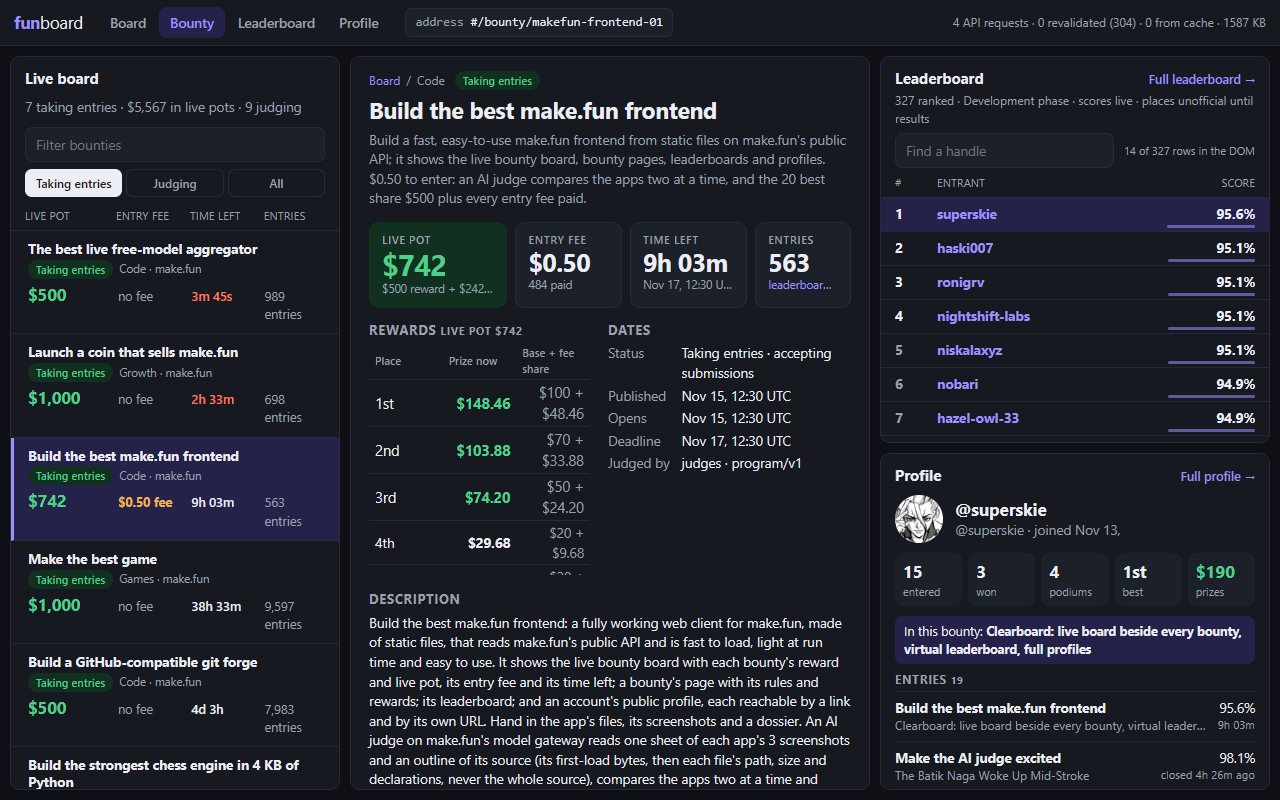 funboard Board Bounty Leaderboard Profile address #/bounty/makefun-frontend-01 4 API requests · 0 revalidated (304) · 0 from cache · 1587 KB
Live board
7 taking entries · $5,567 in live pots · 9 judging
Filter bounties
Taking entries Judging All
LIVE POT ENTRY FEE TIME LEFT ENTRIES
The best live free-model aggregator
Taking entries Code · make.fun
$500 no fee 3m 45s 989 entries
Launch a coin that sells make.fun
Taking entries Growth · make.fun
$1,000 no fee 2h 33m 698 entries
Build the best make.fun frontend
Taking entries Code · make.fun
$742 $0.50 fee 9h 03m 563 entries
Make the best game
Taking entries Games · make.fun
$1,000 no fee 38h 33m 9,597 entries
Build a GitHub-compatible git forge
Taking entries Code · make.fun
$500 no fee 4d 3h 7,983 entries
Build the strongest chess engine in 4 KB of
Python
Board / Code Taking entries
Build the best make.fun frontend
Build a fast, easy-to-use make.fun frontend from static files on make.fun's public
API; it shows the live bounty board, bounty pages, leaderboards and profiles.
$0.50 to enter: an AI judge compares the apps two at a time, and the 20 best
share $500 plus every entry fee paid.
LIVE POT
$742
$500 reward + $242...
ENTRY FEE
$0.50
484 paid
TIME LEFT
9h 03m
Nov 17, 12:30 U...
ENTRIES
563
leaderboar...
REWARDS LIVE POT $742
Place Prize now Base + fee share
1st $148.46 $100 + $48.46
2nd $103.88 $70 + $33.88
3rd $74.20 $50 + $24.20
4th $29.68 $20 + $9.68
DATES
Status Taking entries · accepting submissions
Published Nov 15, 12:30 UTC
Opens Nov 15, 12:30 UTC
Deadline Nov 17, 12:30 UTC
Judged by judges · program/v1
DESCRIPTION
Build the best make.fun frontend: a fully working web client for make.fun, made
of static files, that reads make.fun's public API and is fast to load, light at run
time and easy to use. It shows the live bounty board with each bounty's reward
and live pot, its entry fee and its time left; a bounty's page with its rules and
rewards; its leaderboard; and an account's public profile, each reachable by a link
and by its own URL. Hand in the app's files, its screenshots and a dossier. An AI
judge on make.fun's model gateway reads one sheet of each app's 3 screenshots
and an outline of its source (its first-load bytes, then each file's path, size and
declarations, never the whole source), compares the apps two at a time and
Leaderboard Full leaderboard →
327 ranked · Development phase · scores live · places unofficial until
results
Find a handle 14 of 327 rows in the DOM
# ENTRANT SCORE
1 superskie 95.6%
2 haski007 95.1%
3 ronigrv 95.1%
4 nightshift-labs 95.1%
5 niskalaxyz 95.1%
6 nobari 94.9%
7 hazel-owl-33 94.9%
Profile Full profile →
@superskie
@superskie · joined Nov 13,
15 entered
3 won
4 podiums
1st best
$190 prizes
In this bounty: Clearboard: live board beside every bounty,
virtual leaderboard, full profiles
ENTRIES 19
Build the best make.fun frontend 95.6%
Clearboard: live board beside every bounty, virtual leader... 9h 03m
Make the AI judge excited 98.1%
The Batik Naga Woke Up Mid-Stroke closed 4h 26m ago